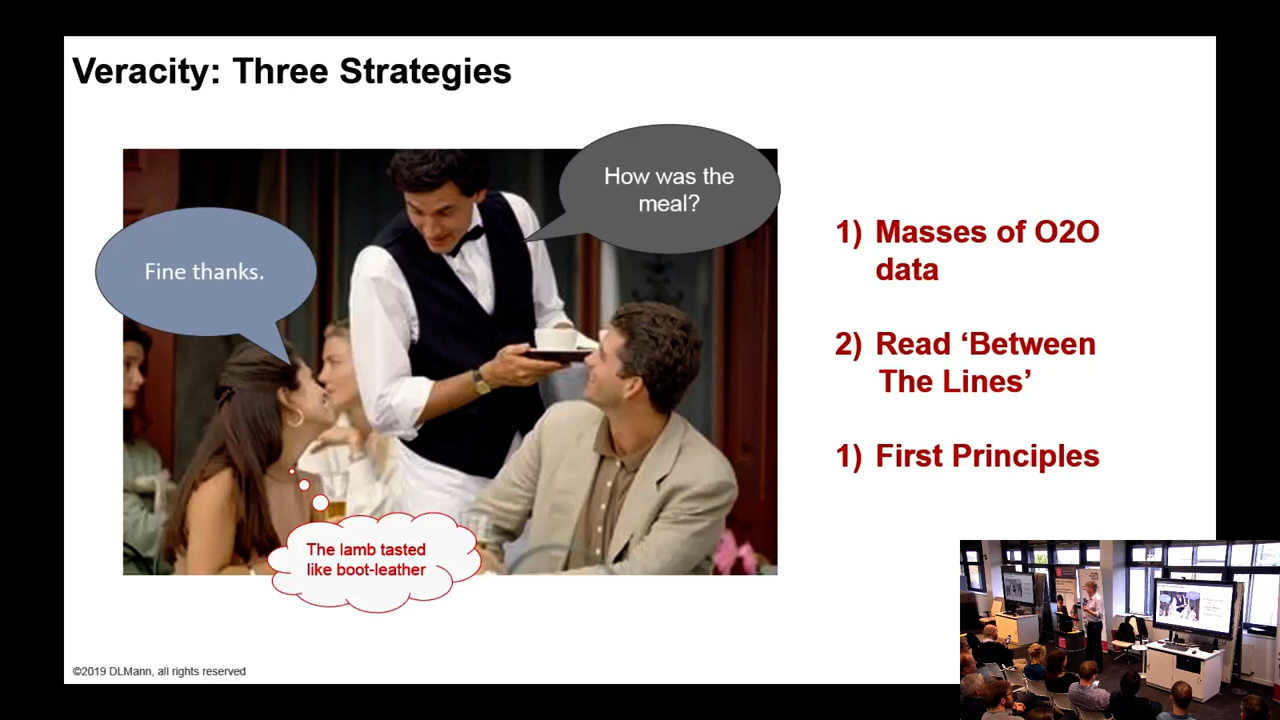 Veracity: Three Strategies
How was the
meal?
Fine thanks.
The lamb tasted
like boot-leather
1) Masses of O2O
data
2) Read ‘Between
The Lines’
1) First Principles
©2019 DLMann, all rights reserved